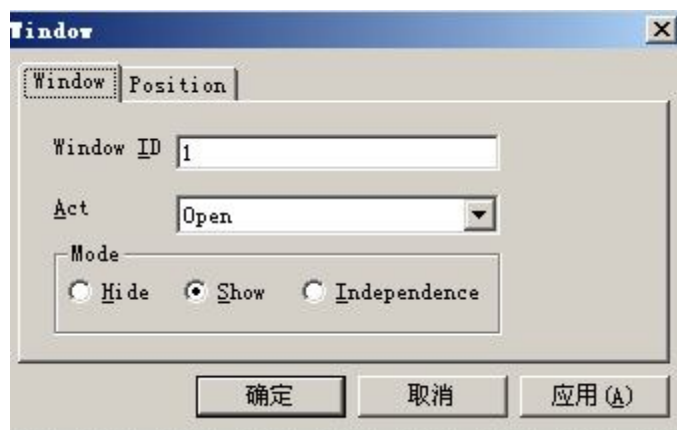 Window
Window Position
Window ID 1
Act Open
Mode
Hide Show Independence
确定 取消 应用(A)